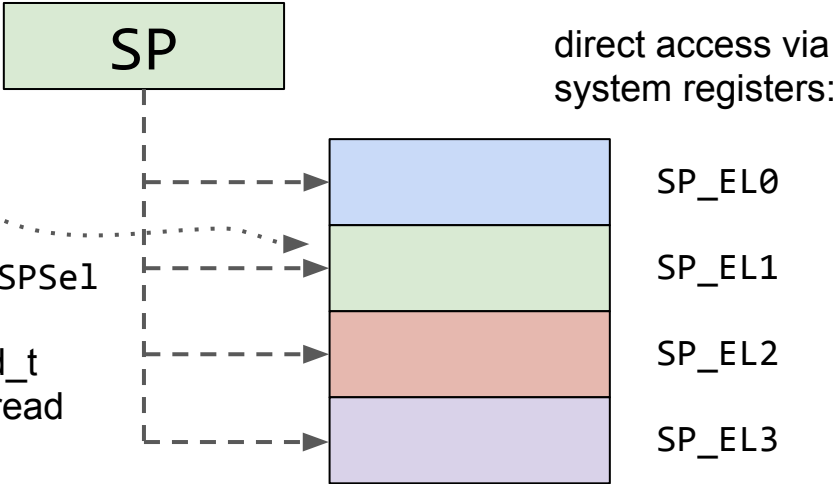 SP
direct access via
system registers:
SP_EL0
SP_EL1
SPSel
SP_EL2
SP_EL3